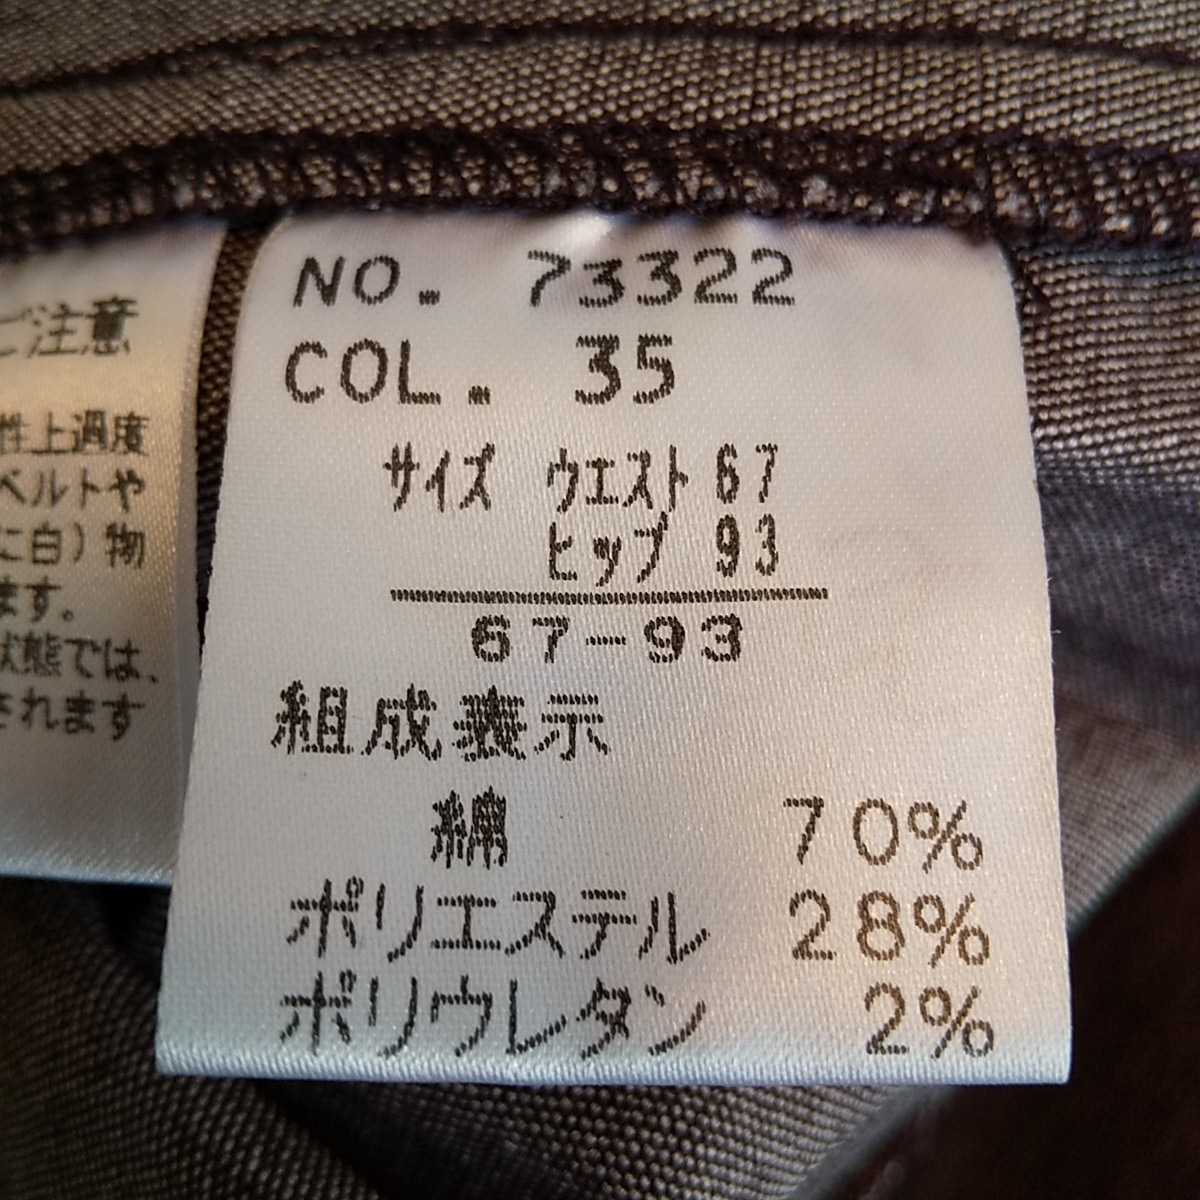 ご注意
性上過度
ベルトや
に白）物
ます。
状態では、
されます
NO. 73322
COL. 35
サイズ ウエスト 67
ヒップ 93
67-93
組成表示
綿 70%
ポリエステル 28%
ポリウレタン 2%